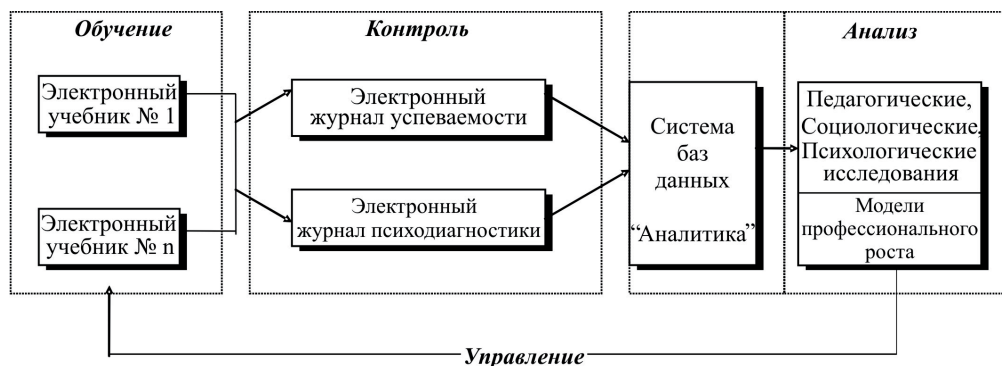 Обучение
Электронный
учебник № 1
Электронный
учебник № n
Контроль
Электронный
журнал успеваемости
Электронный
журнал психодиагностики
Система
баз
данных
“Аналитика”
Анализ
Педагогические,
Социологические,
Психологические
исследования
Модели
профессионального
роста
Управление